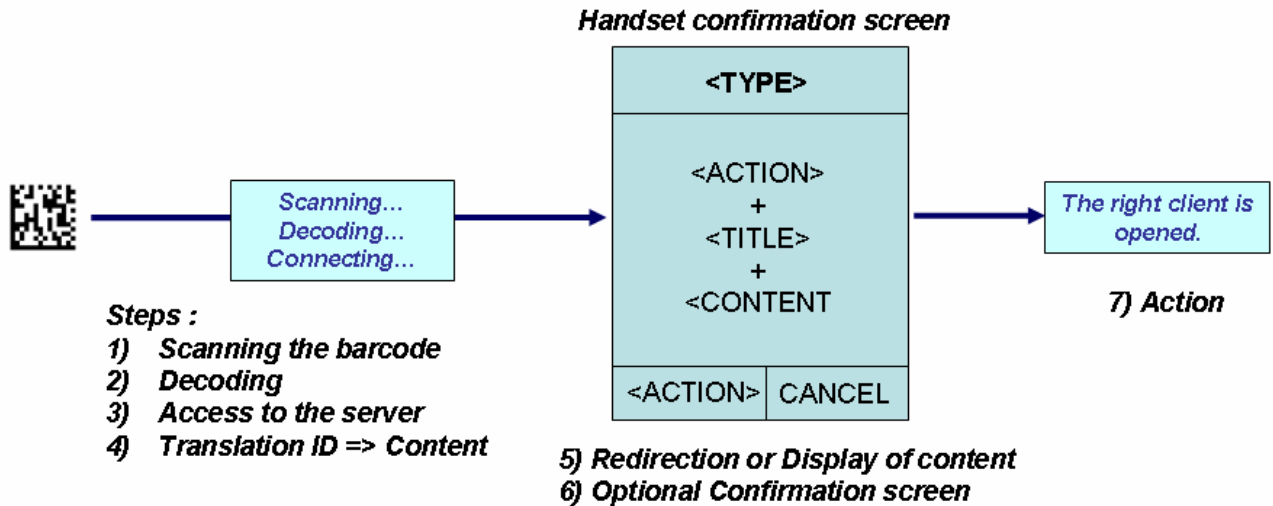 Handset confirmation screen
<TYPE>
Scanning...
Decoding...
Connecting...
<ACTION>
+
<TITLE>
+
<CONTENT
The right client is
opened.
Steps :
1) Scanning the barcode
2) Decoding
3) Access to the server
4) Translation ID => Content
<ACTION> CANCEL
7) Action
5) Redirection or Display of content
6) Optional Confirmation screen